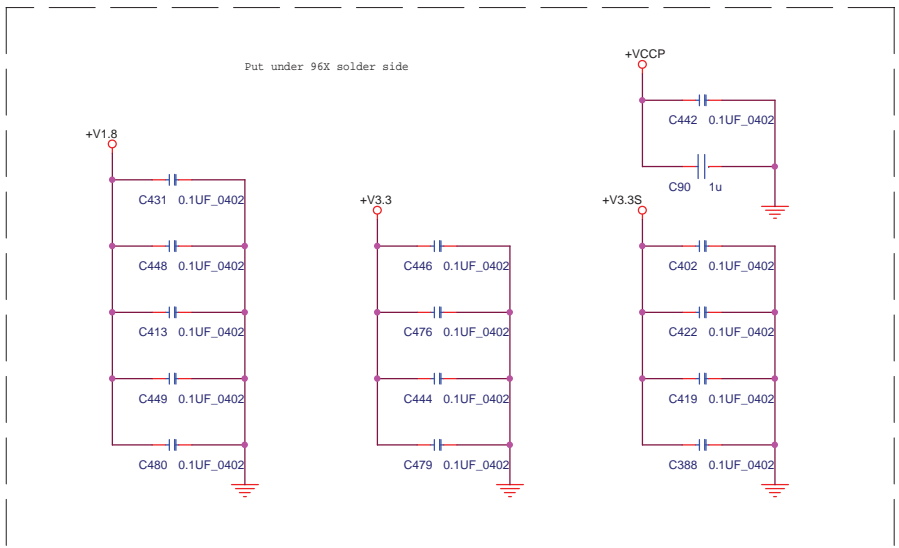 Put under 96X solder side
+VCCP
C442 0.1UF_0402
C90 1u
+V1.8
C431 0.1UF_0402
C448 0.1UF_0402
C413 0.1UF_0402
C449 0.1UF_0402
C480 0.1UF_0402
+V3.3
C446 0.1UF_0402
C476 0.1UF_0402
C444 0.1UF_0402
C479 0.1UF_0402
+V3.3S
C402 0.1UF_0402
C422 0.1UF_0402
C419 0.1UF_0402
C388 0.1UF_0402